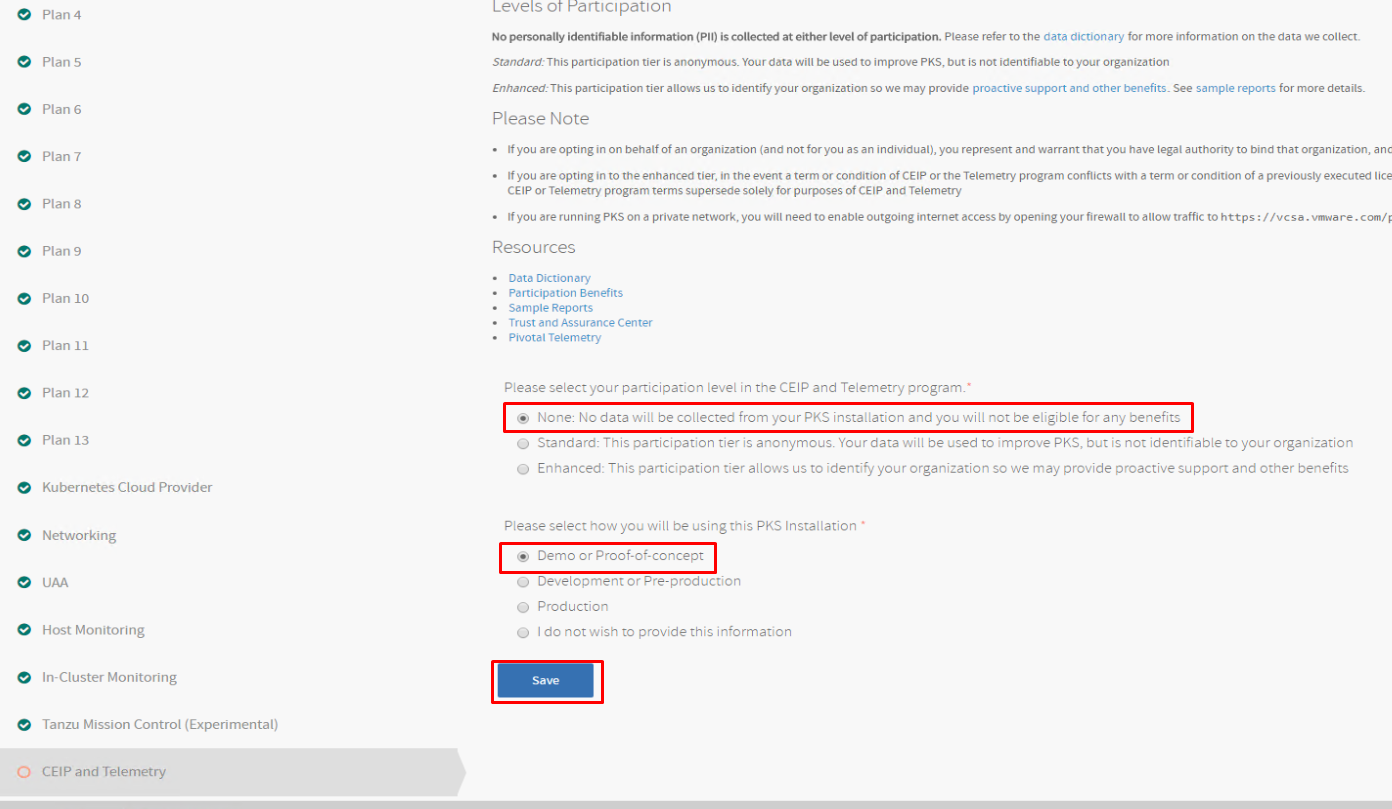 Plan 4
Plan 5
Plan 6
Plan 7
Plan 8
Plan 9
Plan 10
Plan 11
Plan 12
Plan 13
Kubernetes Cloud Provider
Networking
UAA
Host Monitoring
In-Cluster Monitoring
Tanzu Mission Control (Experimental)
CEIP and Telemetry
Levels of Participation
No personally identifiable information (PII) is collected at either level of participation. Please refer to the data dictionary for more information on the data we collect.
Standard: This participation tier is anonymous. Your data will be used to improve PKS, but is not identifiable to your organization
Enhanced: This participation tier allows us to identify your organization so we may provide proactive support and other benefits. See sample reports for more details.
Please Note
• If you are opting in on behalf of an organization (and not for you as an individual), you represent and warrant that you have legal authority to bind that organization, and
• If you are opting in to the enhanced tier, in the event a term or condition of CEIP or the Telemetry program conflicts with a term or condition of a previously executed lice
CEIP or Telemetry program terms supersede solely for purposes of CEIP and Telemetry
• If you are running PKS on a private network, you will need to enable outgoing internet access by opening your firewall to allow traffic to https://vcsa.vmware.com/p
Resources
• Data Dictionary
• Participation Benefits
• Sample Reports
• Trust and Assurance Center
• Pivotal Telemetry
Please select your participation level in the CEIP and Telemetry program.*
None: No data will be collected from your PKS installation and you will not be eligible for any benefits
Standard: This participation tier is anonymous. Your data will be used to improve PKS, but is not identifiable to your organization
Enhanced: This participation tier allows us to identify your organization so we may provide proactive support and other benefits
Please select how you will be using this PKS Installation *
Demo or Proof-of-concept
Development or Pre-production
Production
I do not wish to provide this information
Save